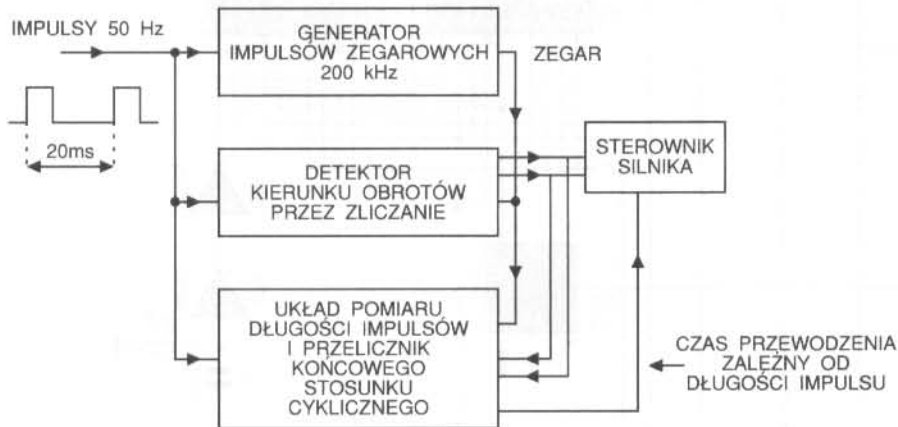 IMPULSY 50 Hz
20ms
GENERATOR
IMPULSÓW ZEGAROWYCH
200 kHz
ZEGAR
DETEKTOR
KIERUNKU OBROTÓW
PRZEZ ZLICZANIE
STEROWNIK
SILNIKA
UKŁAD POMIARU
DŁUGOŚCI IMPULSÓW
I PRZELICZNIK
KOŃCOWEGO
STOSUNKU
CYKLICZNEGO
CZAS PRZEWODZENIA
ZALEŻNY OD
DŁUGOŚCI IMPULSU